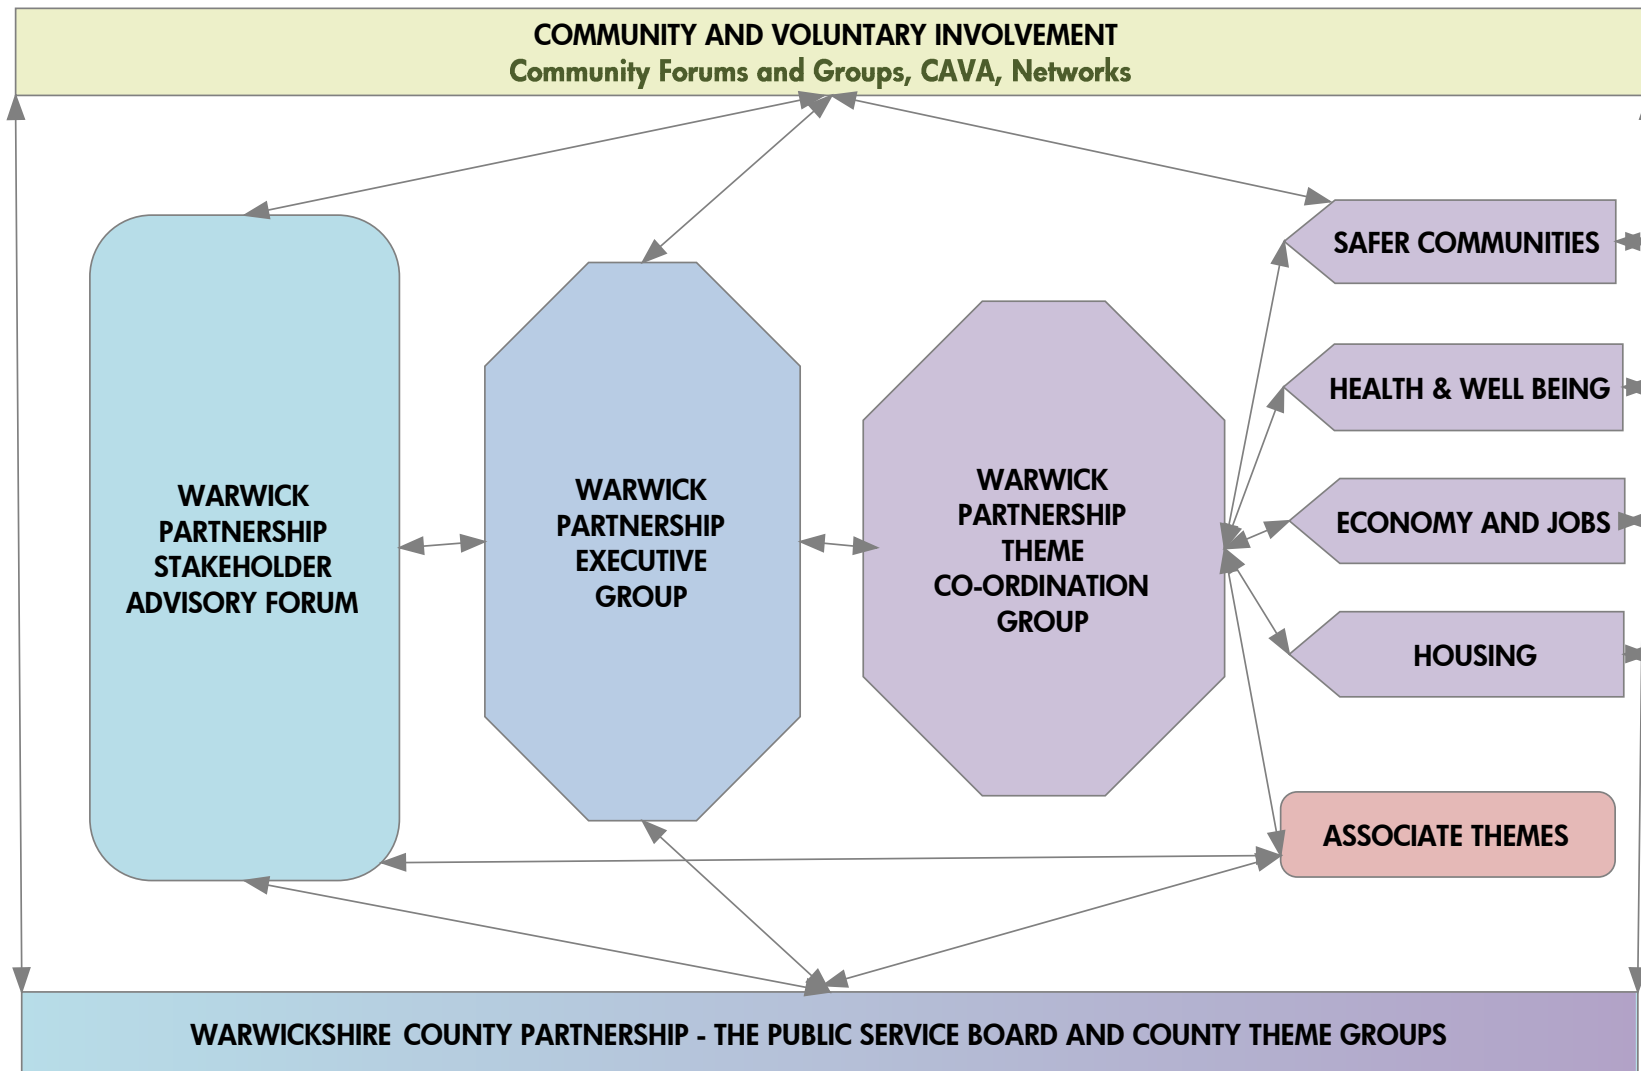 COMMUNITY AND VOLUNTARY INVOLVEMENT
Community Forums and Groups, CAVA, Networks
WARWICK
PARTNERSHIP
STAKEHOLDER
ADVISORY FORUM
WARWICK
PARTNERSHIP
EXECUTIVE
GROUP
WARWICK
PARTNERSHIP
THEME
CO-ORDINATION
GROUP
SAFER COMMUNITIES
HEALTH & WELL BEING
ECONOMY AND JOBS
HOUSING
ASSOCIATE THEMES
WARWICKSHIRE COUNTY PARTNERSHIP - THE PUBLIC SERVICE BOARD AND COUNTY THEME GROUPS